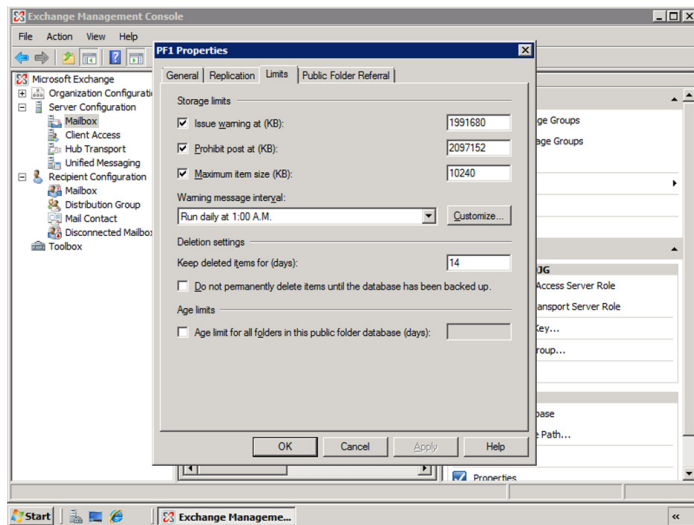 Exchange Management Console
File Action View Help
PF1 Properties
General Replication Limits Public Folder Referral
Storage limits
Issue warning at (KB): 1991680
Prohibit post at (KB): 2097152
Maximum item size (KB): 10240
Warning message interval:
Run daily at 1:00 A.M. Customize...
Deletion settings
Keep deleted items for (days): 14
Do not permanently delete items until the database has been backed up.
Age limits
Age limit for all folders in this public folder database (days):
OK Cancel Apply Help
Microsoft Exchange
Organization Configurati
Server Configuration
Mailbox
Client Access
Hub Transport
Unified Messaging
Recipient Configuration
Mailbox
Distribution Group
Mail Contact
Disconnected Mailbo
Toolbox
ge Groups
age Groups
JG
Access Server Role
ansport Server Role
Key...
roup...
base
Path...
Properties
Start Exchange Manageme...